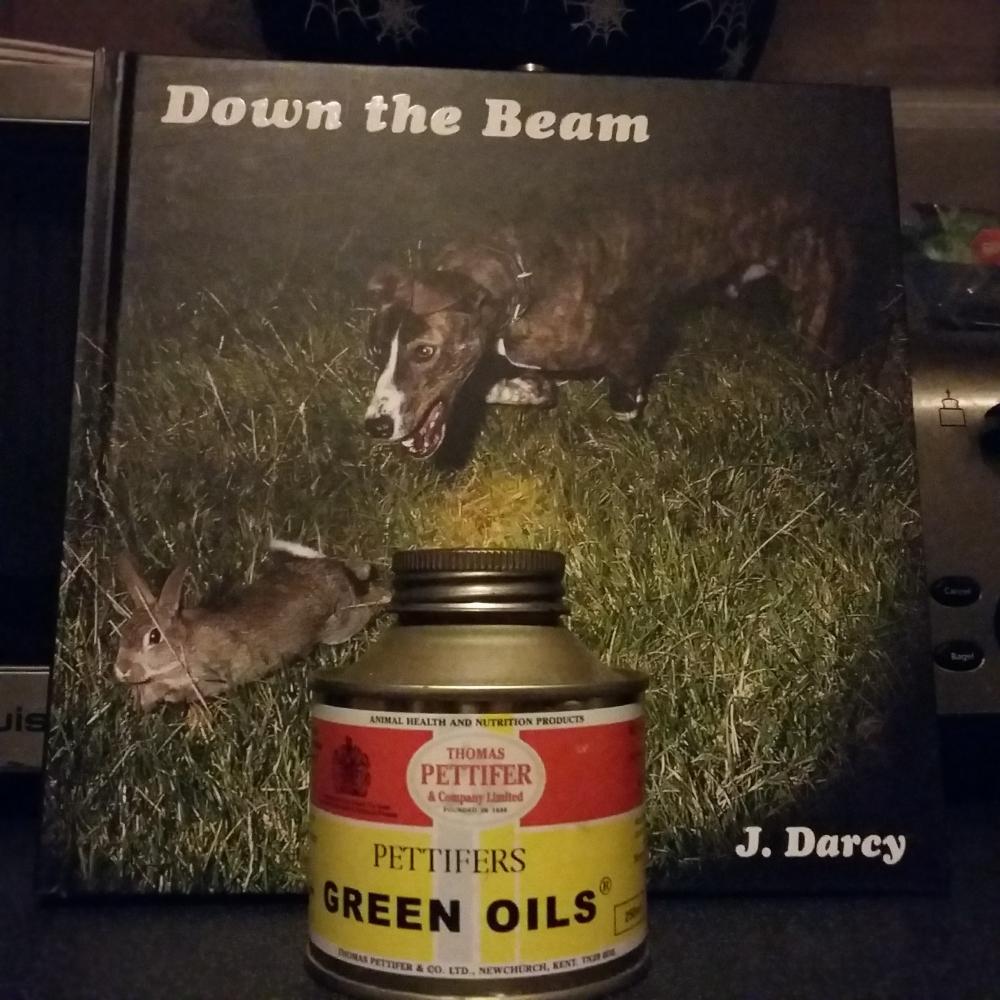 Down the Beam
Cancel
Bagel
uis
ANIMAL HEALTH AND NUTRITION PRODUCTS
THOMAS
PETTIFER
& Company Limited
PETTIFERS
GREEN OILS®
THOMAS PETTIFER & CO. LTD., NEWCHURCH, KENT.
J. Darcy